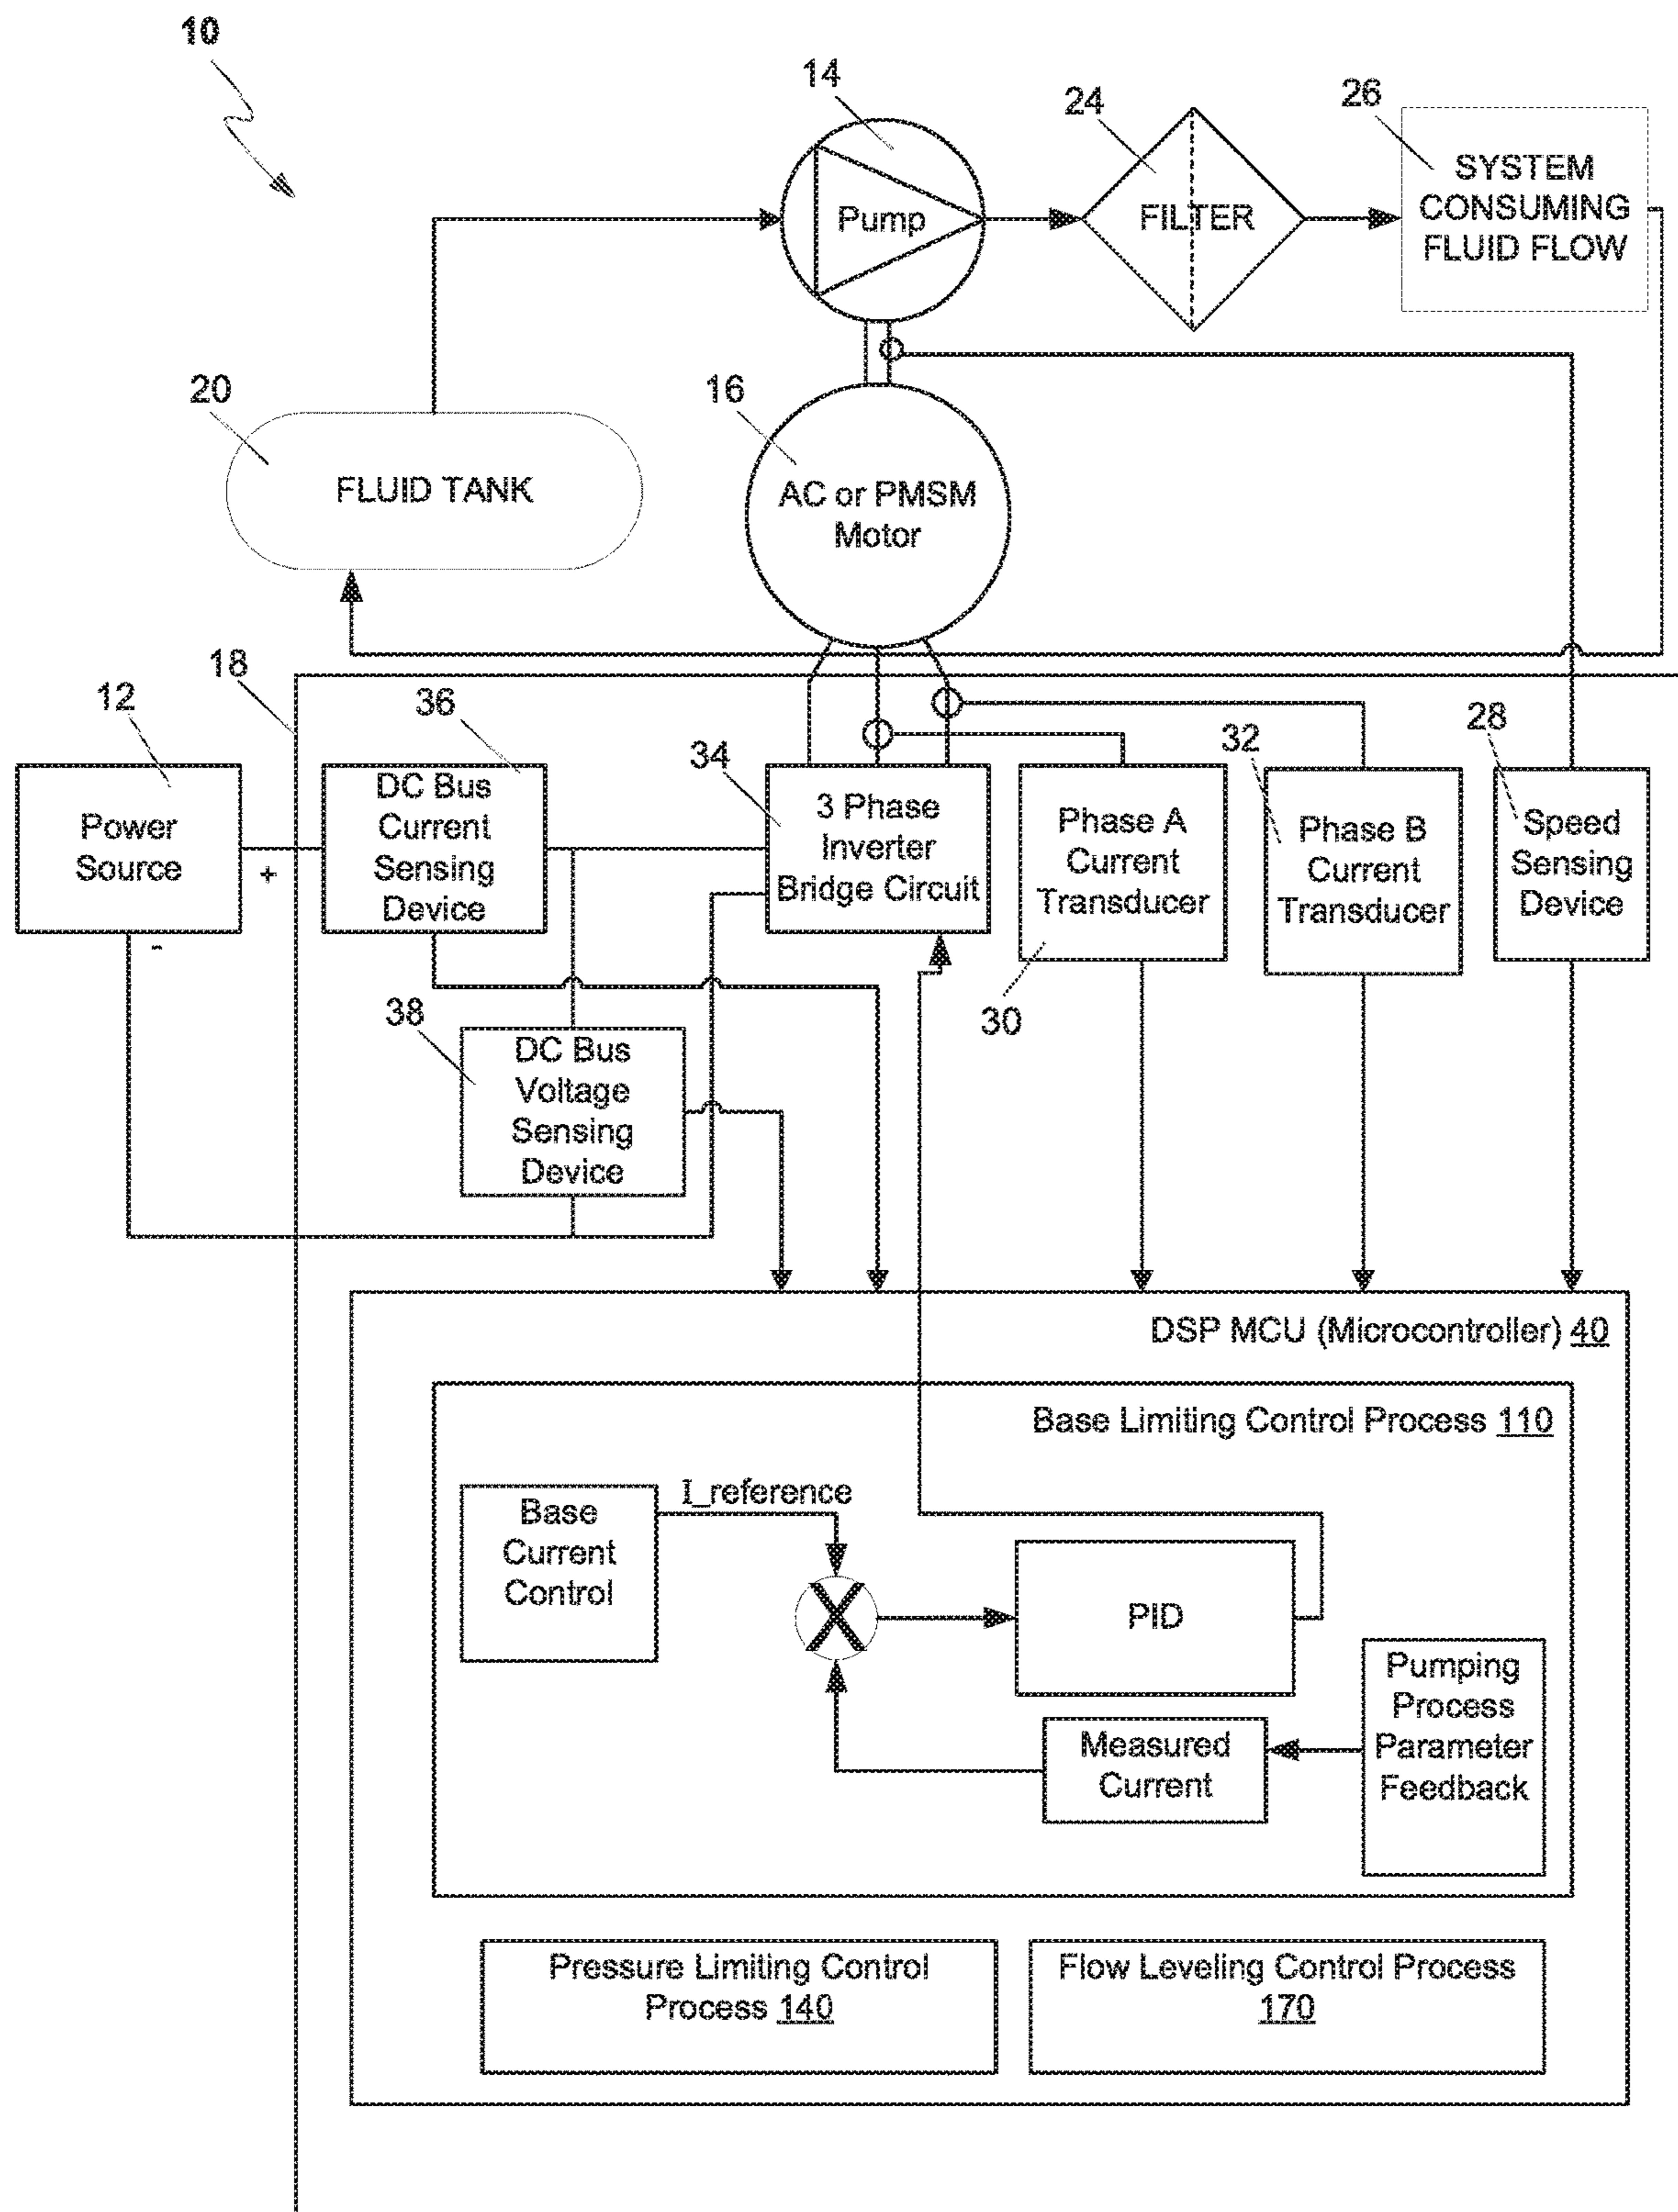 10
14
24
26
Pump
FILTER
SYSTEM
CONSUMING
FLUID FLOW
20
16
FLUID TANK
AC or PMSM
Motor
18
12
36
34
32
28
Power
Source
+
-
DC Bus
Current
Sensing
Device
3 Phase
Inverter
Bridge Circuit
Phase A
Current
Transducer
Phase B
Current
Transducer
Speed
Sensing
Device
30
38
DC Bus
Voltage
Sensing
Device
DSP MCU (Microcontroller) 40
Base Limiting Control Process 110
Base
Current
Control
I_reference
X
PID
Measured
Current
Pumping
Process
Parameter
Feedback
Pressure Limiting Control
Process 140
Flow Leveling Control Process
170